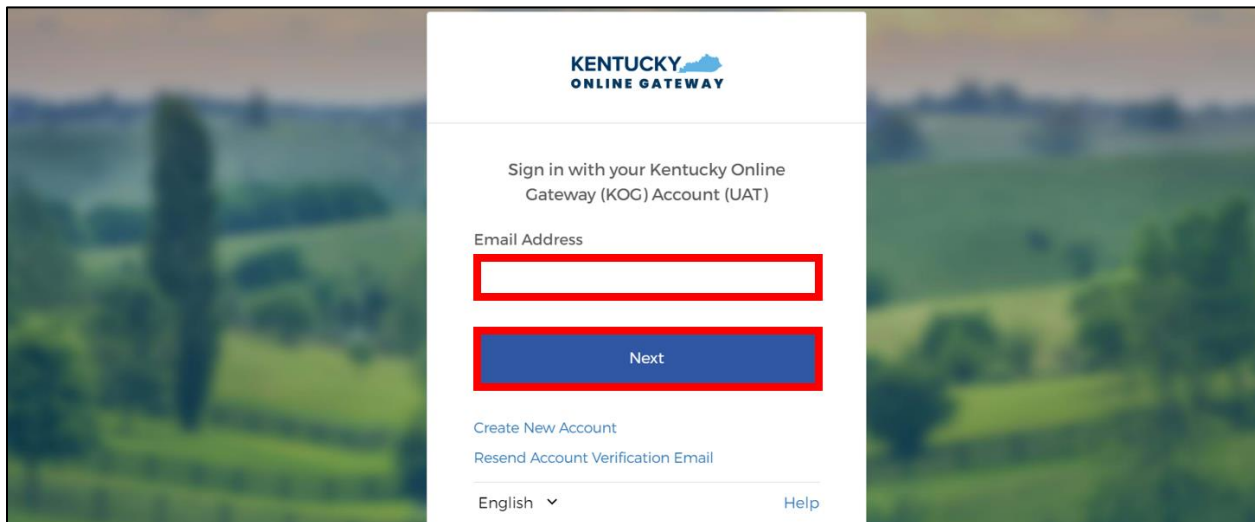 KENTUCKY
ONLINE GATEWAY
Sign in with your Kentucky Online
Gateway (KOG) Account (UAT)
Email Address
Next
Create New Account
Resend Account Verification Email
English
Help